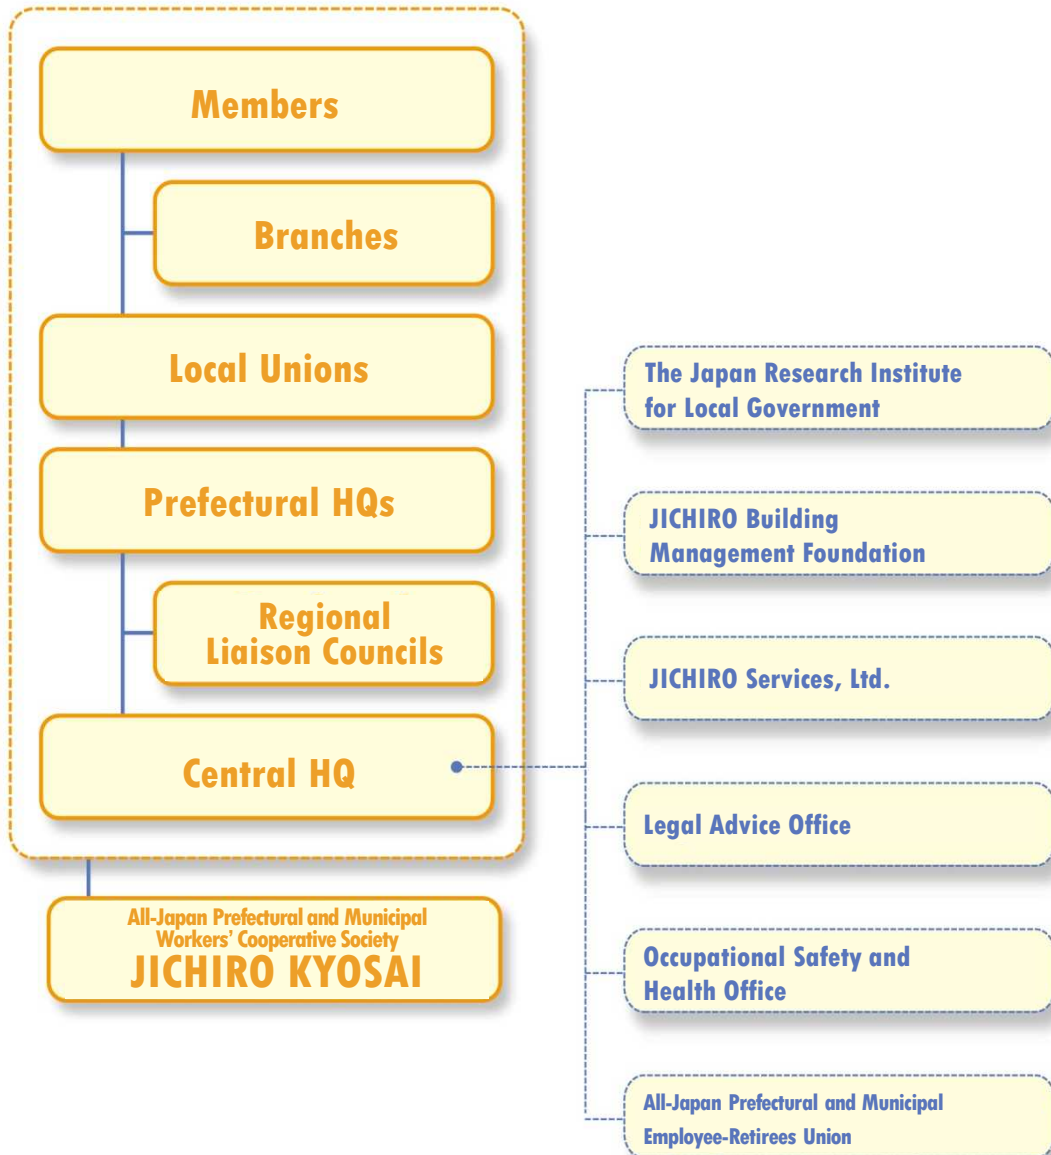 Members
Branches
Local Unions
Prefectural HQs
Regional
Liaison Councils
Central HQ
All-Japan Prefectural and Municipal
Workers' Cooperative Society
JICHIRO KYOSAI
The Japan Research Institute
for Local Government
JICHIRO Building
Management Foundation
JICHIRO Services, Ltd.
Legal Advice Office
Occupational Safety and
Health Office
All-Japan Prefectural and Municipal
Employee-Retirees Union